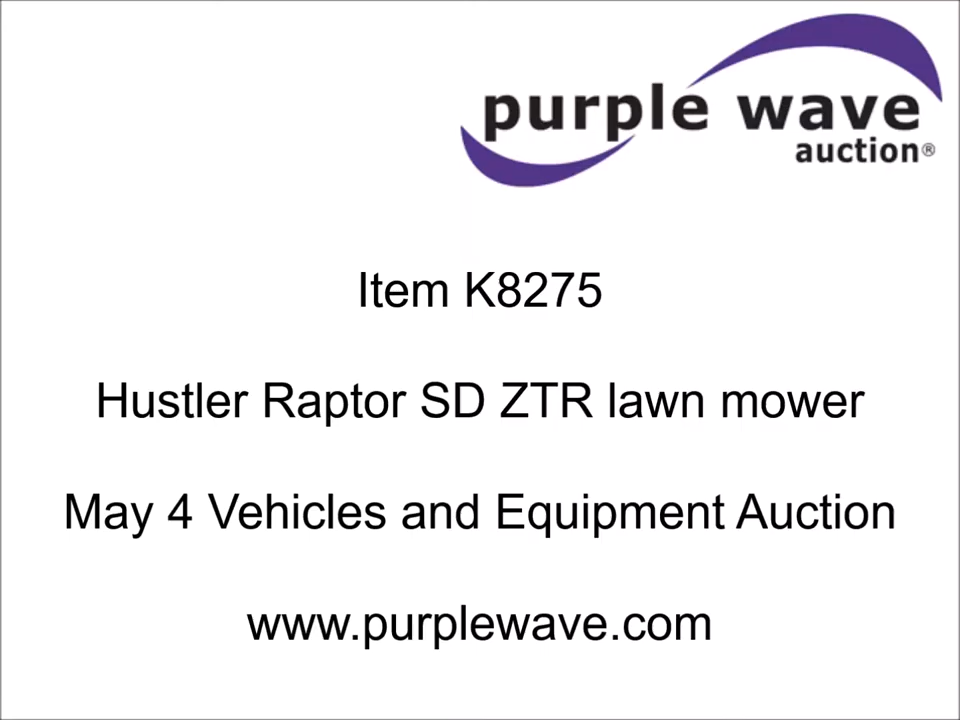 purple wave
auction®
Item K8275
Hustler Raptor SD ZTR lawn mower
May 4 Vehicles and Equipment Auction
www.purplewave.com